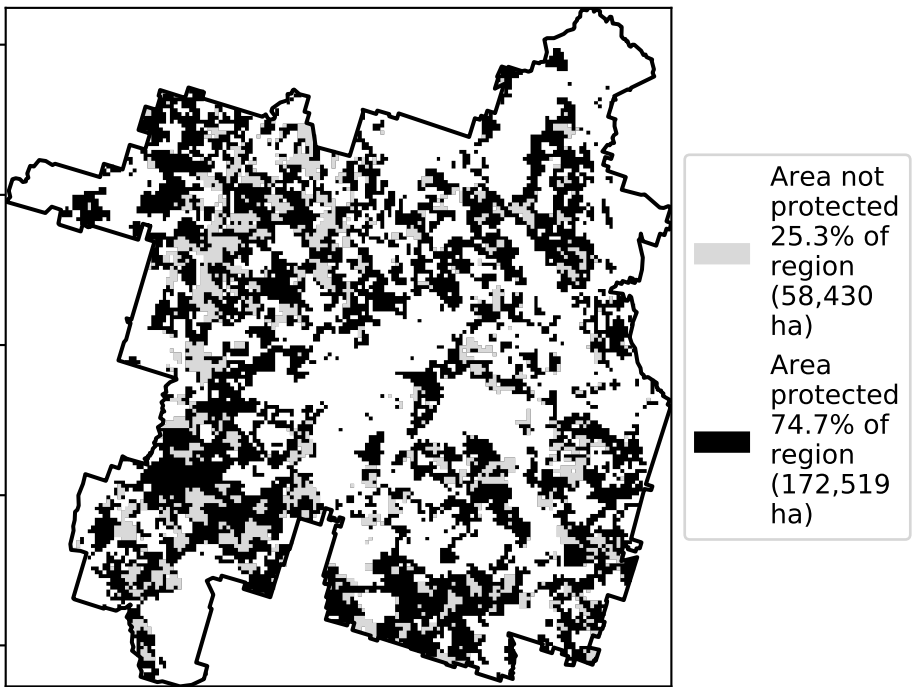 Area not
protected
25.3% of
region
(58,430
ha)
Area
protected
74.7% of
region
(172,519
ha)